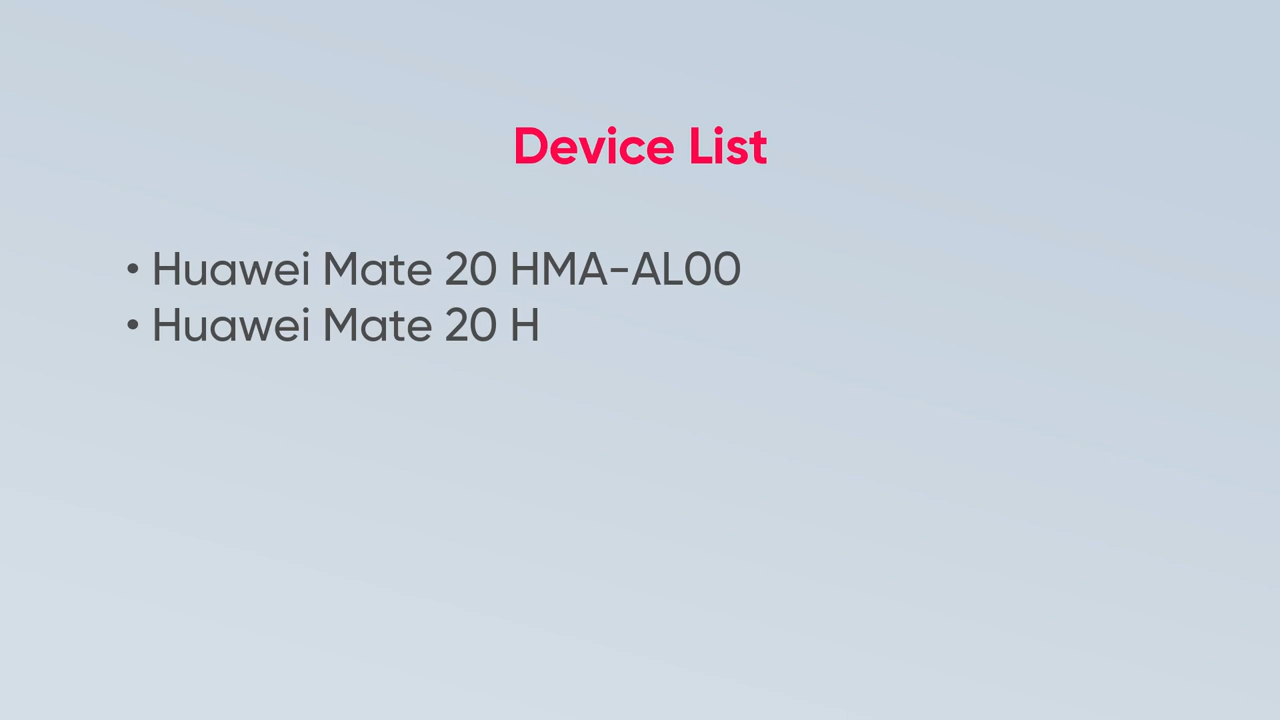 Device List
• Huawei Mate 20 HMA-AL00
• Huawei Mate 20 H